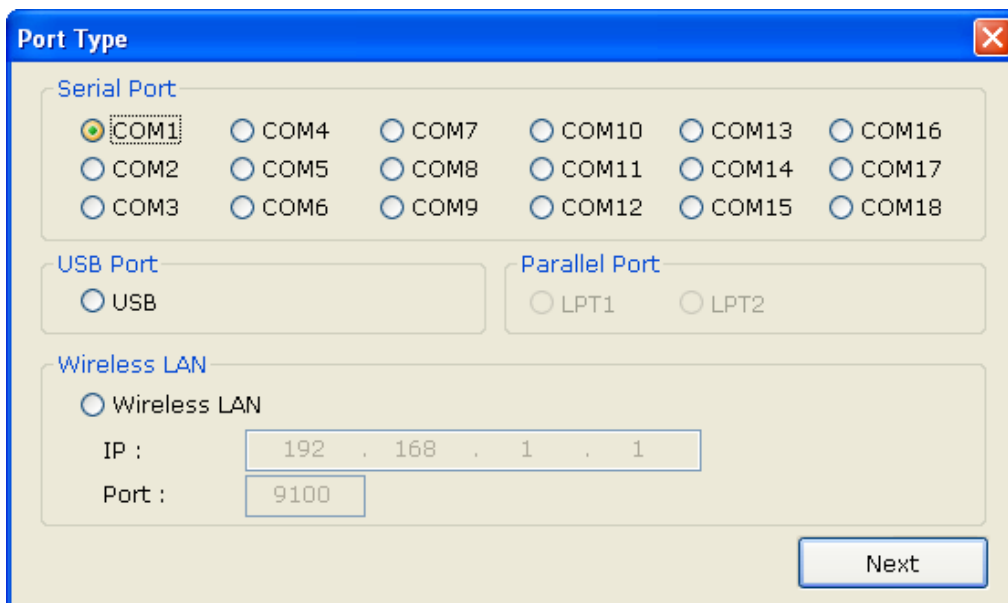 Port Type
Serial Port
COM1 COM4 COM7 COM10 COM13 COM16
COM2 COM5 COM8 COM11 COM14 COM17
COM3 COM6 COM9 COM12 COM15 COM18
USB Port Parallel Port
USB LPT1 LPT2
Wireless LAN
Wireless LAN
IP : 192 . 168 . 1 . 1
Port : 9100
Next